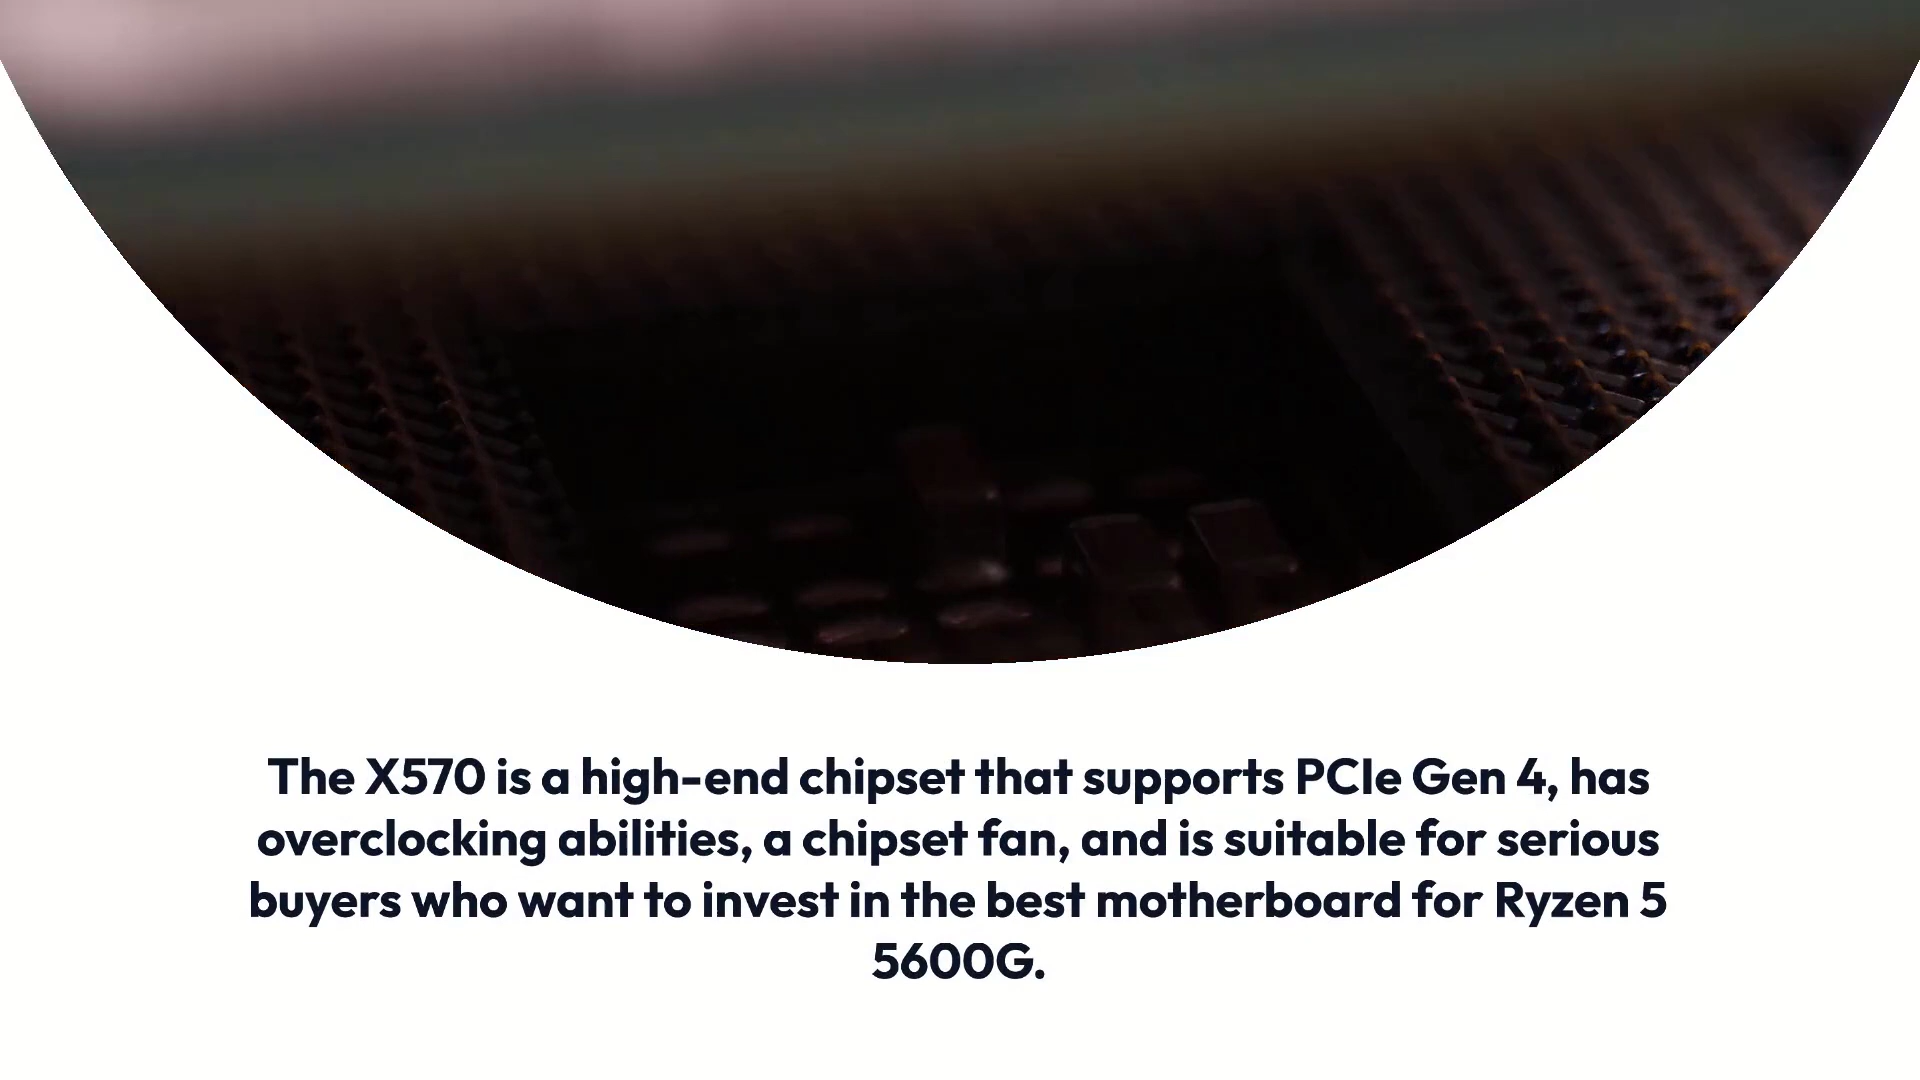 The X570 is a high-end chipset that supports PCIe Gen 4, has
overclocking abilities, a chipset fan, and is suitable for serious
buyers who want to invest in the best motherboard for Ryzen 5
5600G.